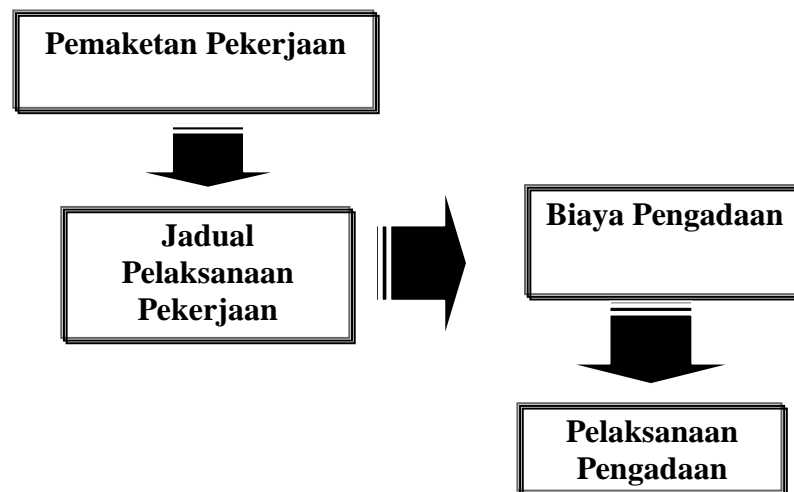 Pemaketan Pekerjaan
Jadual
Pelaksanaan
Pekerjaan
Biaya Pengadaan
Pelaksanaan
Pengadaan